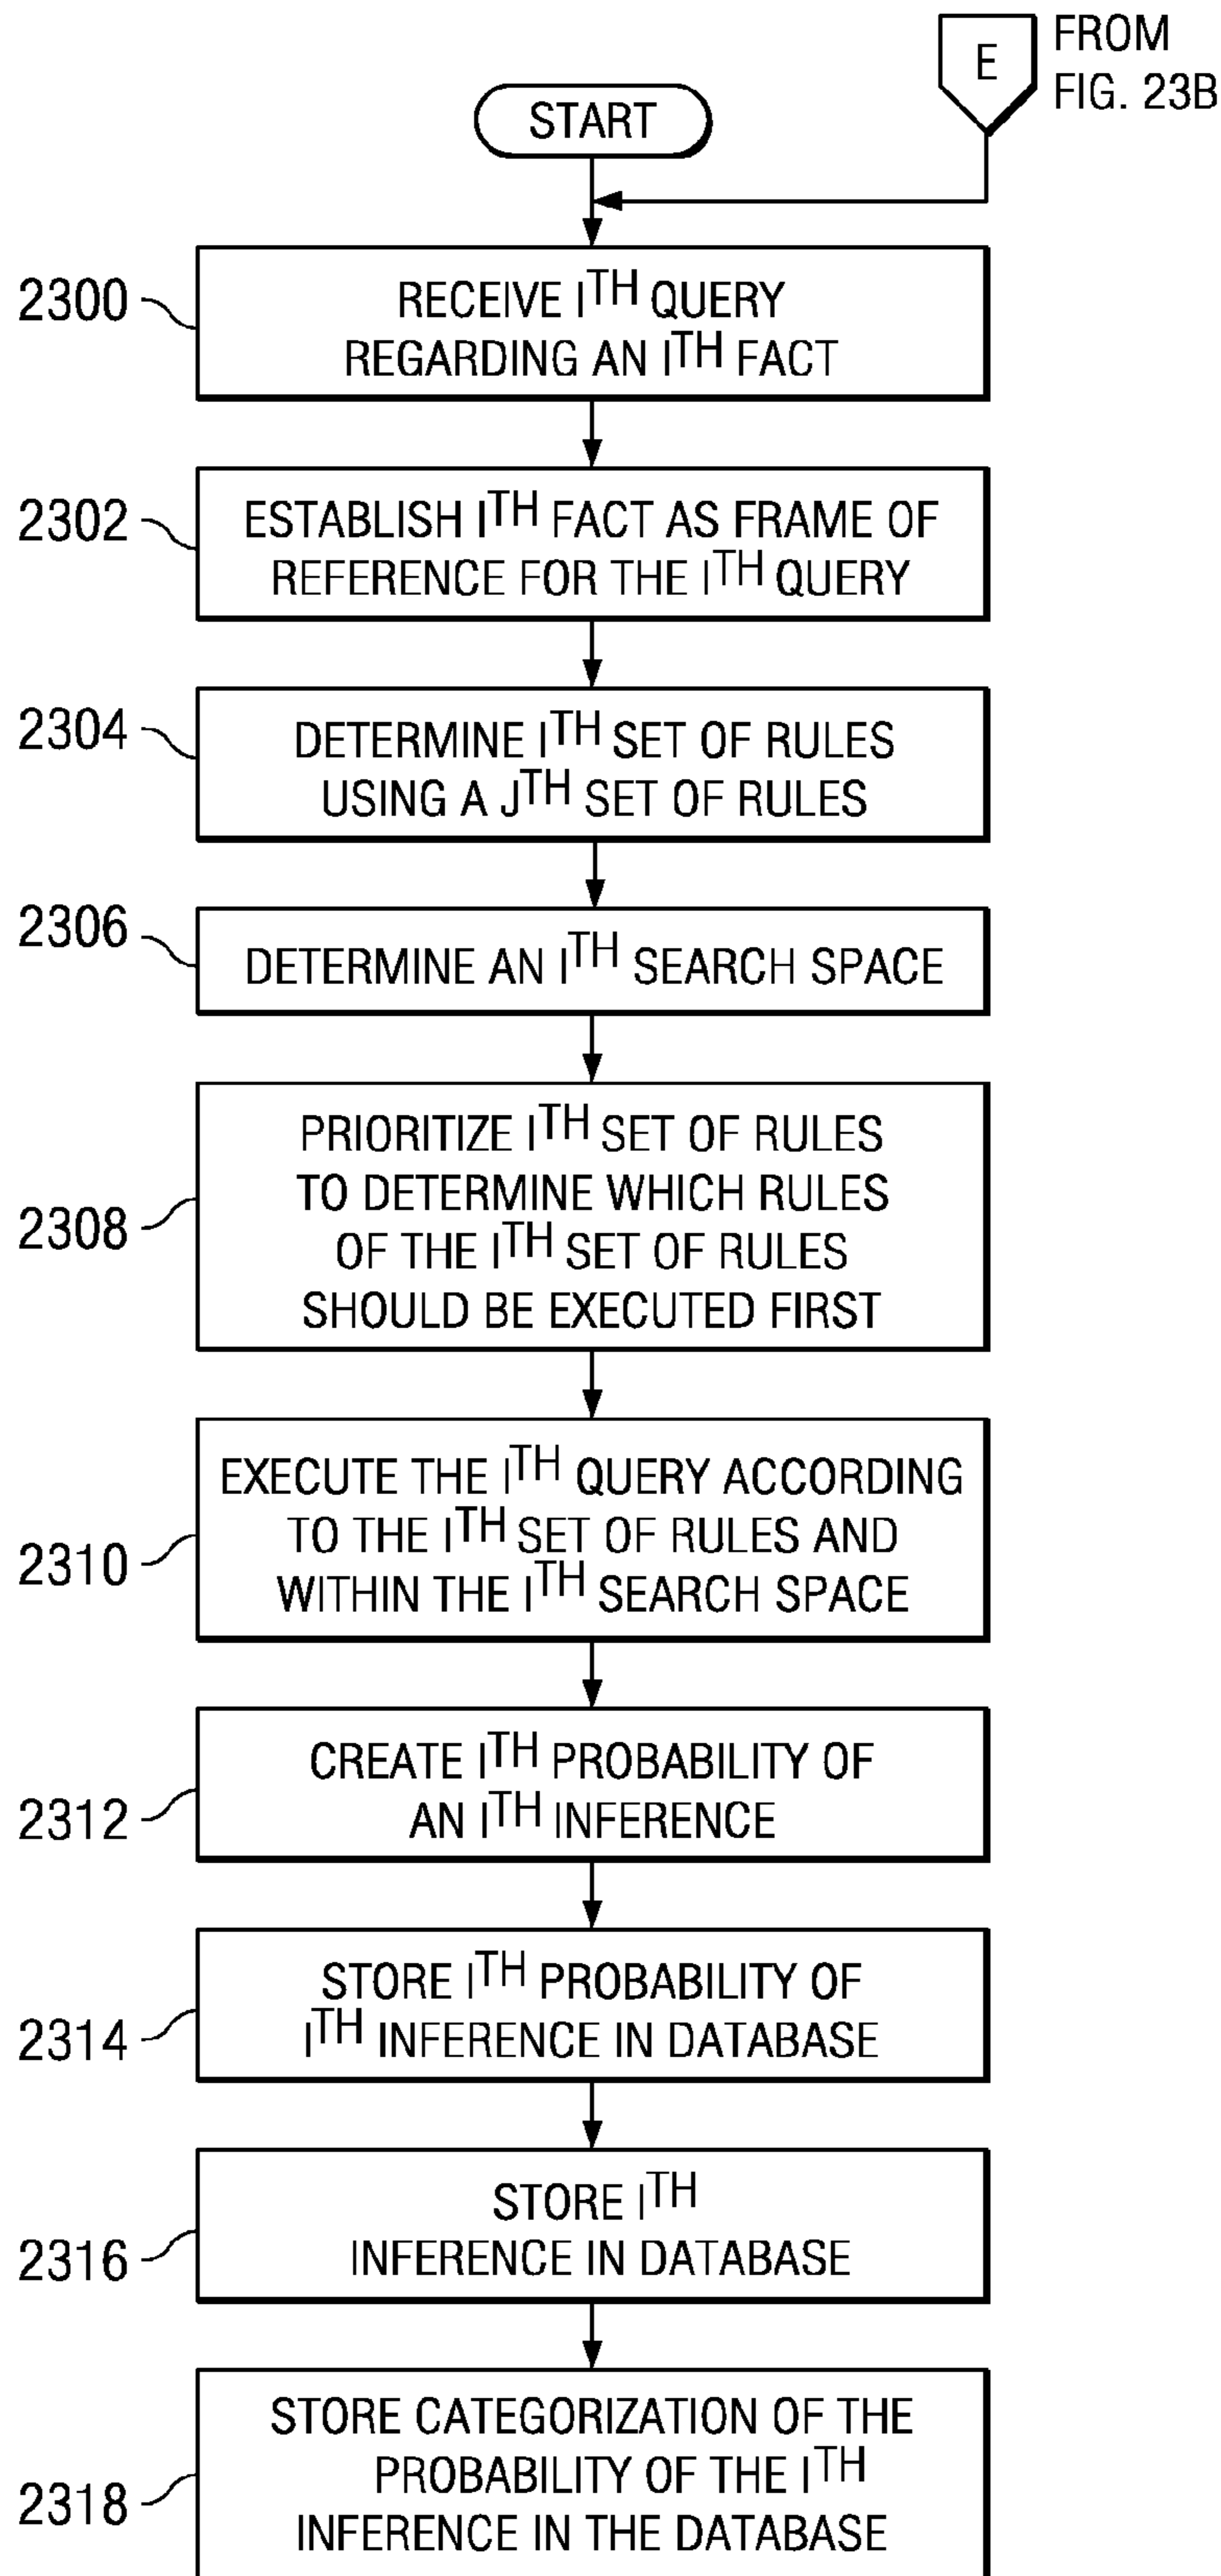 E
FROM
FIG. 23B
START
2300
RECEIVE ITH QUERY
REGARDING AN ITH FACT
2302
ESTABLISH ITH FACT AS FRAME OF
REFERENCE FOR THE ITH QUERY
2304
DETERMINE ITH SET OF RULES
USING A JTH SET OF RULES
2306
DETERMINE AN ITH SEARCH SPACE
2308
PRIORITIZE ITH SET OF RULES
TO DETERMINE WHICH RULES
OF THE ITH SET OF RULES
SHOULD BE EXECUTED FIRST
2310
EXECUTE THE ITH QUERY ACCORDING
TO THE ITH SET OF RULES AND
WITHIN THE ITH SEARCH SPACE
2312
CREATE ITH PROBABILITY OF
AN ITH INFERENCE
2314
STORE ITH PROBABILITY OF
ITH INFERENCE IN DATABASE
2316
STORE ITH
INFERENCE IN DATABASE
2318
STORE CATEGORIZATION OF THE
PROBABILITY OF THE ITH
INFERENCE IN THE DATABASE